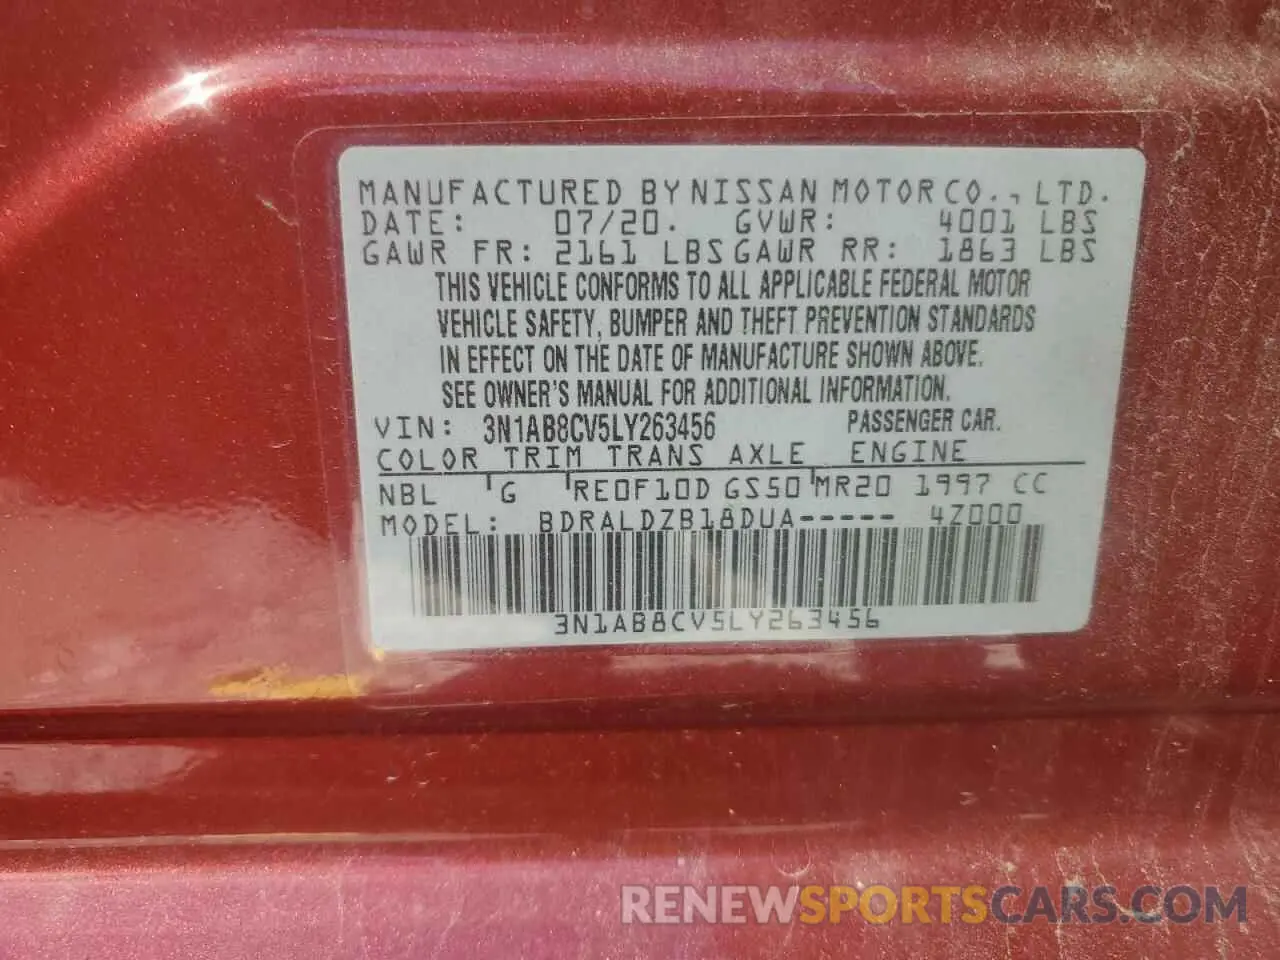 MANUFACTURED BY NISSAN MOTOR CO., LTD.
DATE: 07/20. GVWR: 4001 LBS
GAWR FR: 2161 LBS GAWR RR: 1863 LBS
THIS VEHICLE CONFORMS TO ALL APPLICABLE FEDERAL MOTOR
VEHICLE SAFETY, BUMPER AND THEFT PREVENTION STANDARDS
IN EFFECT ON THE DATE OF MANUFACTURE SHOWN ABOVE.
SEE OWNER'S MANUAL FOR ADDITIONAL INFORMATION.
VIN: 3N1AB8CV5LY263456 PASSENGER CAR.
COLOR TRIM TRANS AXLE ENGINE
NBL G RE0F10D GS50 MR20 1997 CC
MODEL: BDRALDZB18DUA----- 4Z000
3N1AB8CV5LY263456
RENEWSPORTSCARS.COM